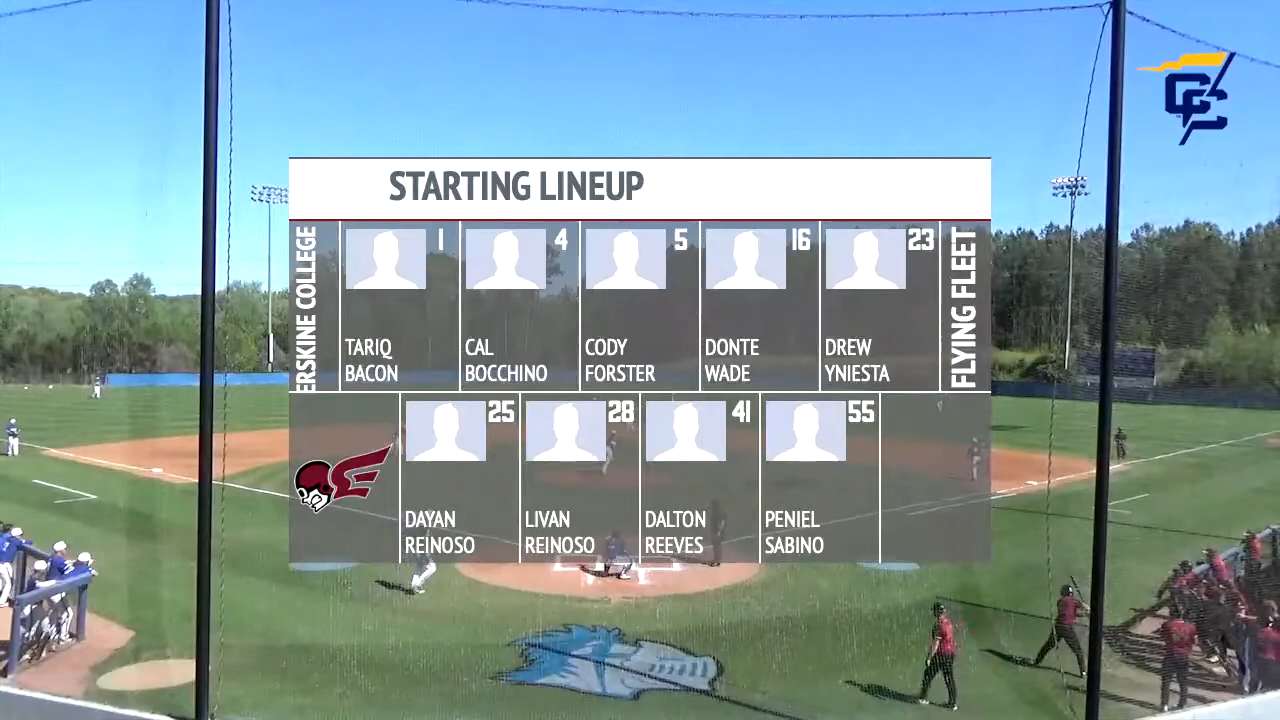 STARTING LINEUP
ERSKINE COLLEGE
1
TARIQ
BACON
4
CAL
BOCCHINO
5
CODY
FORSTER
16
DONTE
WADE
23
DREW
YNIESTA
FLYING FLEET
25
DAYAN
REINOSO
28
LIVAN
REINOSO
41
DALTON
REEVES
55
PENIEL
SABINO
E
GC